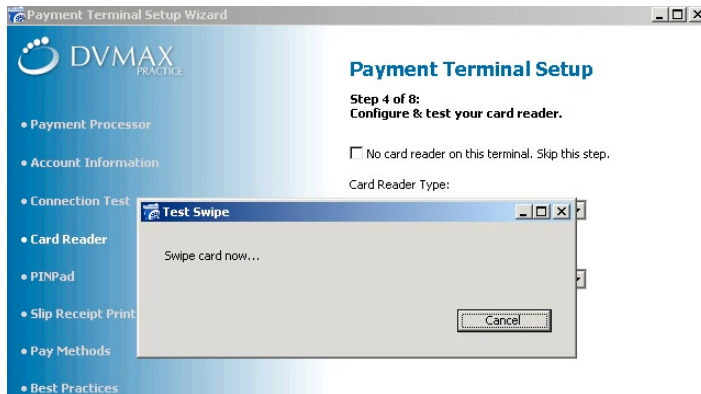 Payment Terminal Setup Wizard
DVMAX
PRACTICE
Payment Terminal Setup
Step 4 of 8:
Configure & test your card reader.
• Payment Processor
No card reader on this terminal. Skip this step.
• Account Information
Card Reader Type:
• Connection Test
Test Swipe
• Card Reader
Swipe card now...
• PINPad
• Slip Receipt Print
Cancel
• Pay Methods
• Best Practices